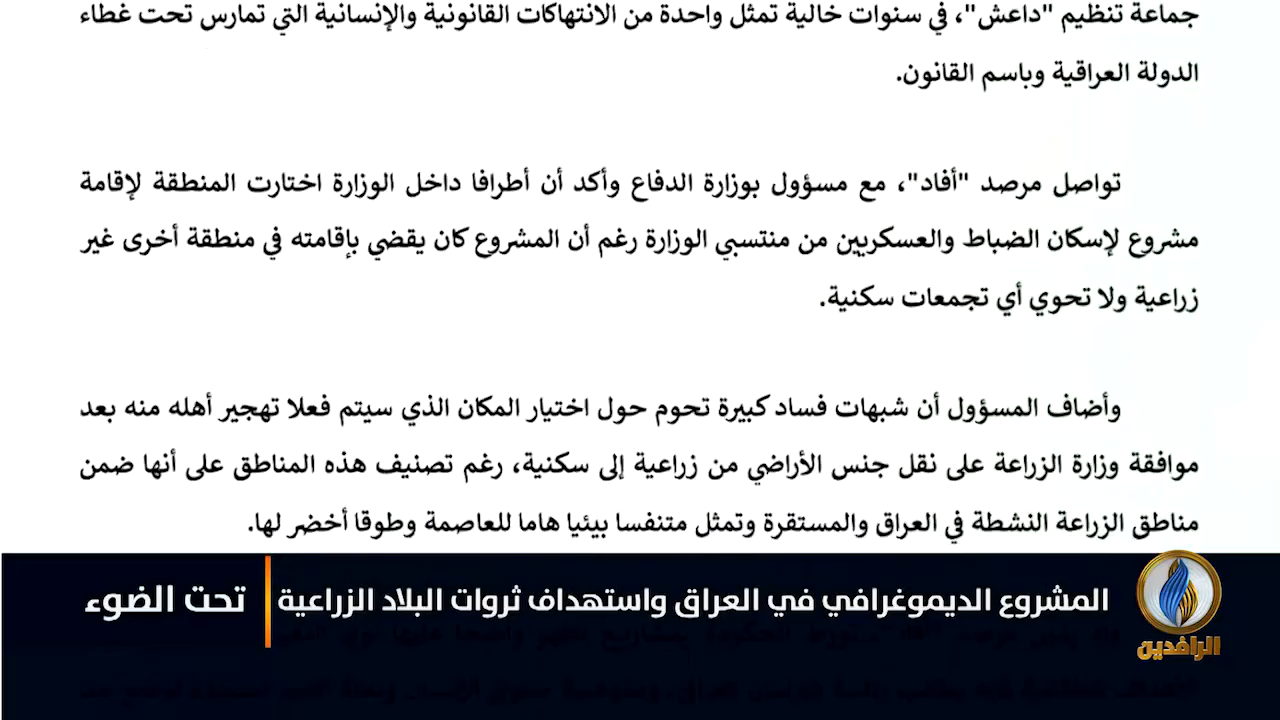 جماعة تنظيم "داعش"، في سنوات خالية تمثل واحدة من الانتهاكات القانونية والإنسانية التي تمارس تحت غطاء
الدولة العراقية وباسم القانون.
تواصل مرصد "أفاد"، مع مسؤول بوزارة الدفاع وأكد أن أطرافا داخل الوزارة اختارت المنطقة لإقامة
مشروع لإسكان الضباط والعسكريين من منتسبي الوزارة رغم أن المشروع كان يقضي بإقامته في منطقة أخرى غير
زراعية ولا تحوي أي تجمعات سكنية.
وأضاف المسؤول أن شبهات فساد كبيرة تحوم حول اختيار المكان الذي سيتم فعلا تهجير أهله منه بعد
موافقة وزارة الزراعة على نقل جنس الأراضي من زراعية إلى سكنية، رغم تصنيف هذه المناطق على أنها ضمن
مناطق الزراعة النشطة في العراق والمستقرة وتمثل متنفسا بيئيا هاما للعاصمة وطوقا أخضر لها.
المشروع الديموغرافي في العراق واستهداف ثروات البلاد الزراعية
تحت الضوء
الرافدين